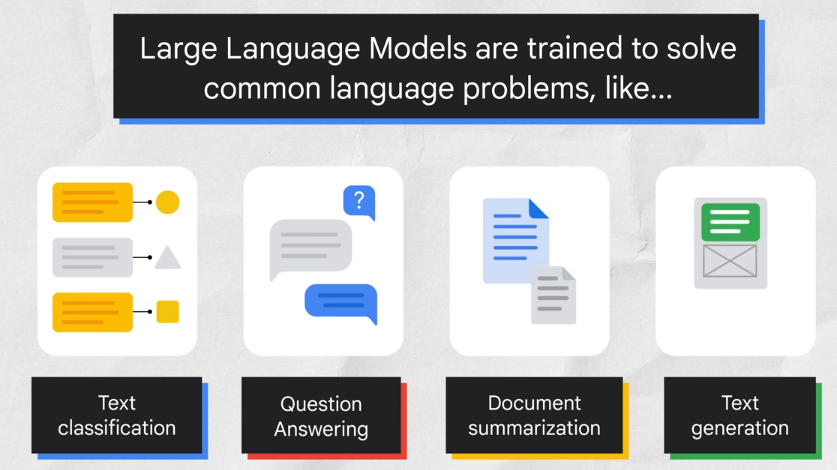 Large Language Models are trained to solve
common language problems, like...
?
Text
classification
Question
Answering
Document
summarization
Text
generation